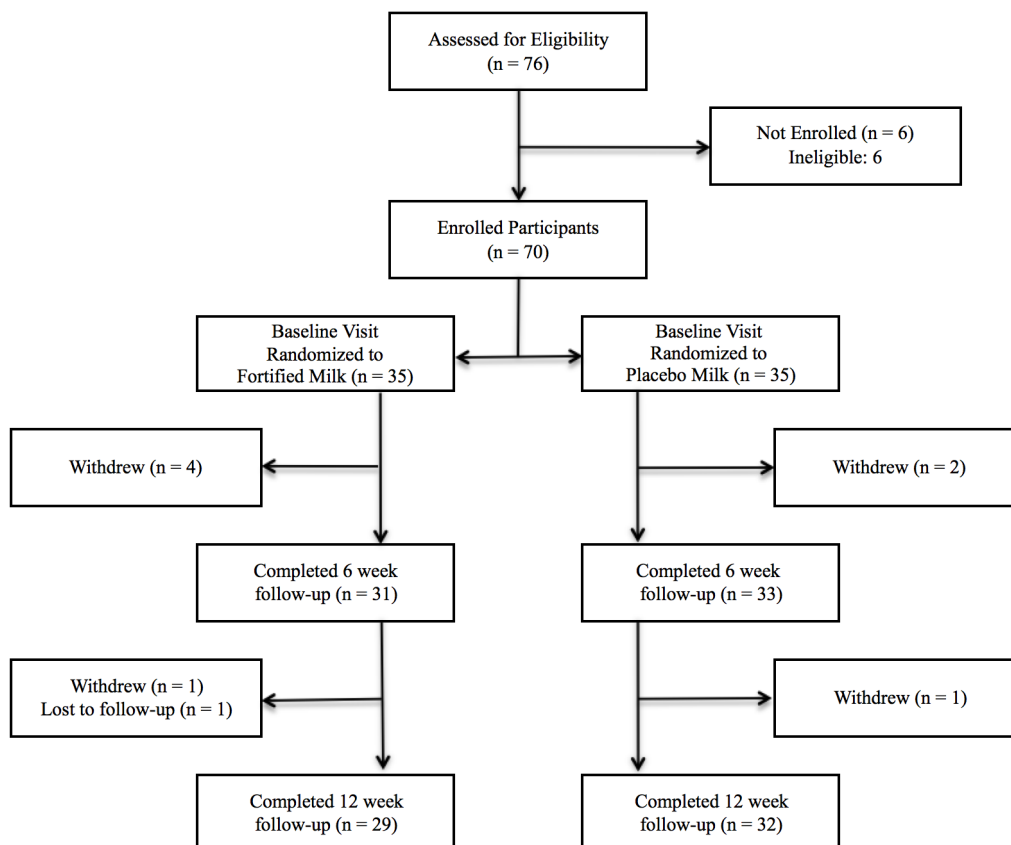 Assessed for Eligibility
(n = 76)
Not Enrolled (n = 6)
Ineligible: 6
Enrolled Participants
(n = 70)
Baseline Visit
Randomized to
Fortified Milk (n = 35)
Baseline Visit
Randomized to
Placebo Milk (n = 35)
Withdrew (n = 4)
Withdrew (n = 2)
Completed 6 week
follow-up (n = 31)
Completed 6 week
follow-up (n = 33)
Withdrew (n = 1)
Lost to follow-up (n = 1)
Withdrew (n = 1)
Completed 12 week
follow-up (n = 29)
Completed 12 week
follow-up (n = 32)